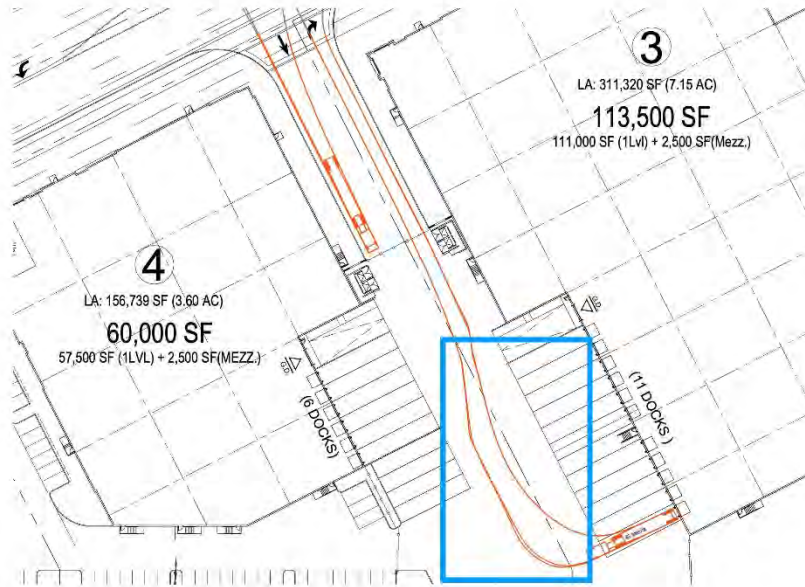 3
LA: 311,320 SF (7.15 AC)
113,500 SF
111,000 SF (1Lvl) + 2,500 SF(Mezz.)
4
LA: 156,739 SF (3.60 AC)
60,000 SF
57,500 SF (1LVL) + 2,500 SF(MEZZ.)
G.D.
(6 DOCKS)
G.D.
(11 DOCKS )